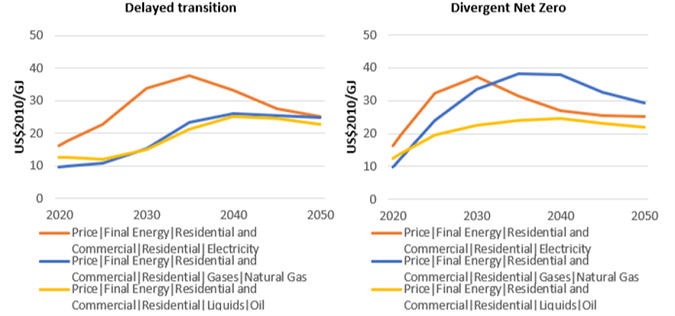 Delayed transition
US$2010/GJ
50
40
30
20
10
0
2020
2030
2040
2050
Price|Final Energy|Residential and
Commercial|Residential|Electricity
Price|Final Energy|Residential and
Commercial|Residential|Gases|Natural Gas
Price|Final Energy|Residential and
Commercial|Residential|Liquids|Oil
Divergent Net Zero
US$2010/GJ
50
40
30
20
10
0
2020
2030
2040
2050
Price|Final Energy|Residential and
Commercial|Residential|Electricity
Price|Final Energy|Residential and
Commercial|Residential|Gases|Natural Gas
Price|Final Energy|Residential and
Commercial|Residential|Liquids|Oil